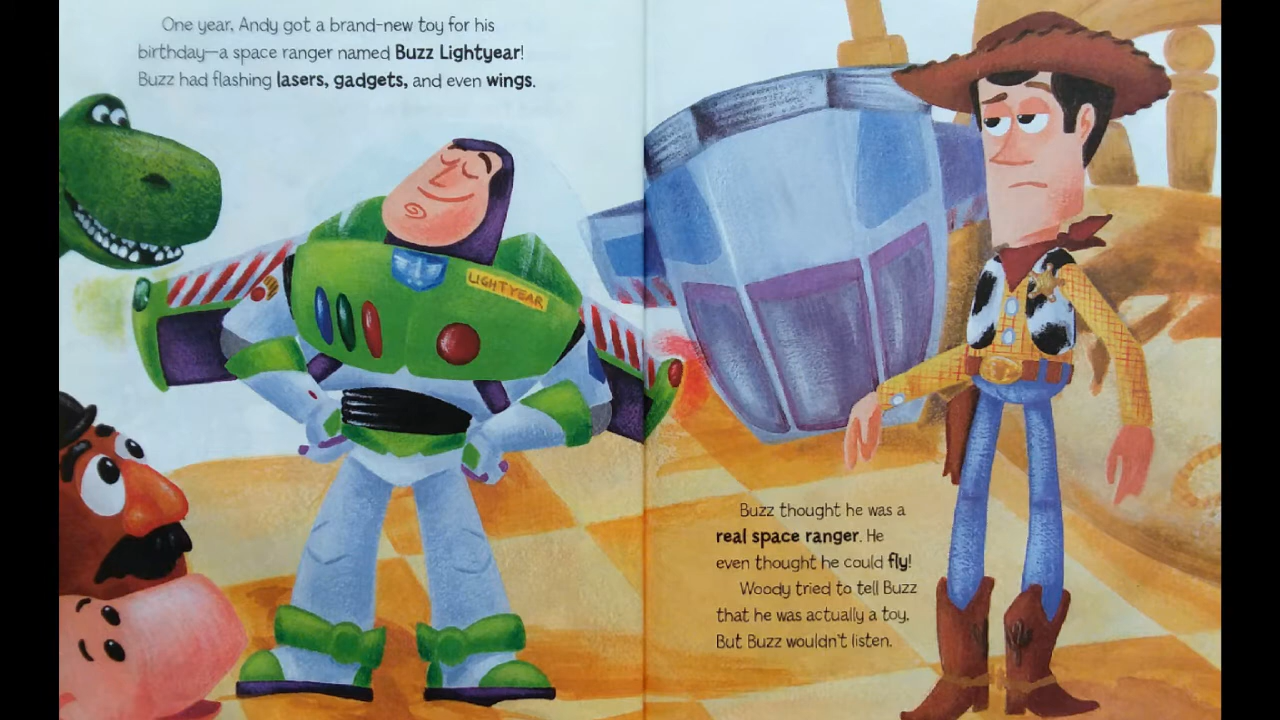 One year, Andy got a brand-new toy for his
birthday—a space ranger named Buzz Lightyear!
Buzz had flashing lasers, gadgets, and even wings.
LIGHTYEAR
Buzz thought he was a
real space ranger. He
even thought he could fly!
Woody tried to tell Buzz
that he was actually a toy.
But Buzz wouldn't listen.